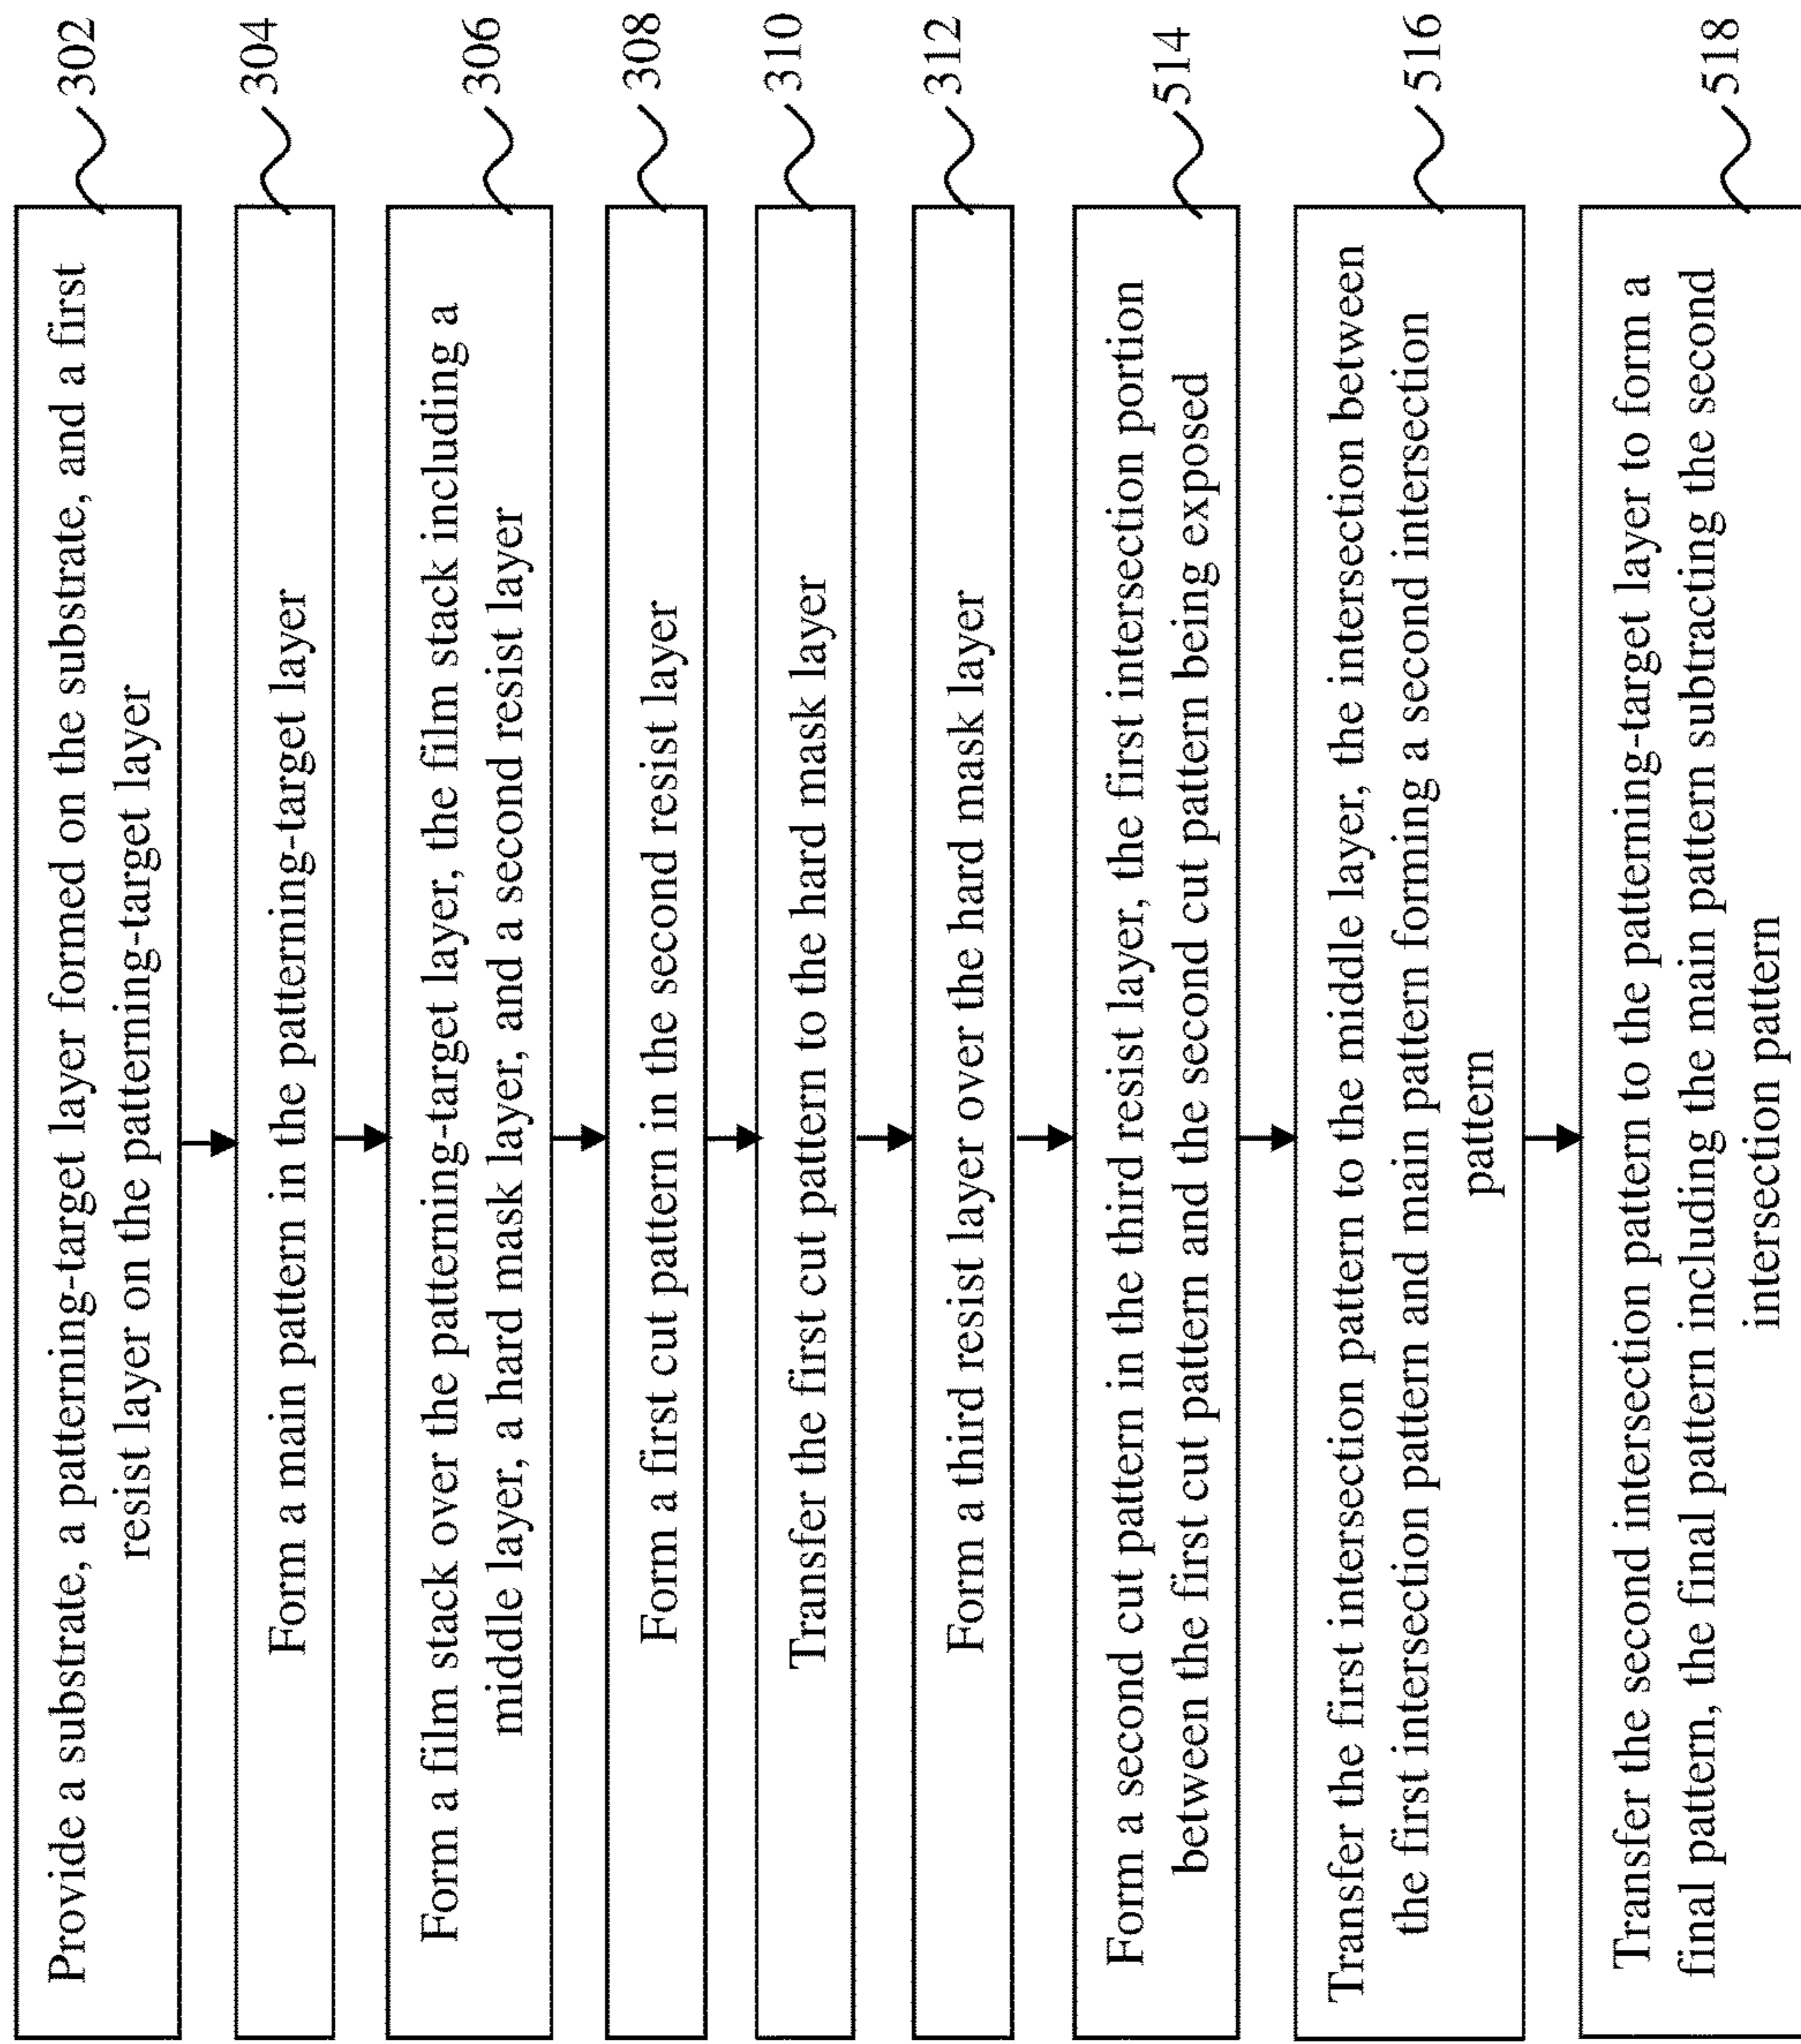 Provide a substrate, a patterning-target layer formed on the substrate, and a first
resist layer on the patterning-target layer
302
Form a main pattern in the patterning-target layer
304
Form a film stack over the patterning-target layer, the film stack including a
middle layer, a hard mask layer, and a second resist layer
306
Form a first cut pattern in the second resist layer
308
Transfer the first cut pattern to the hard mask layer
310
Form a third resist layer over the hard mask layer
312
Form a second cut pattern in the third resist layer, the first intersection portion
between the first cut pattern and the second cut pattern being exposed
514
Transfer the first intersection pattern to the middle layer, the intersection between
the first intersection pattern and main pattern forming a second intersection
pattern
516
Transfer the second intersection pattern to the patterning-target layer to form a
final pattern, the final pattern including the main pattern subtracting the second
intersection pattern
518